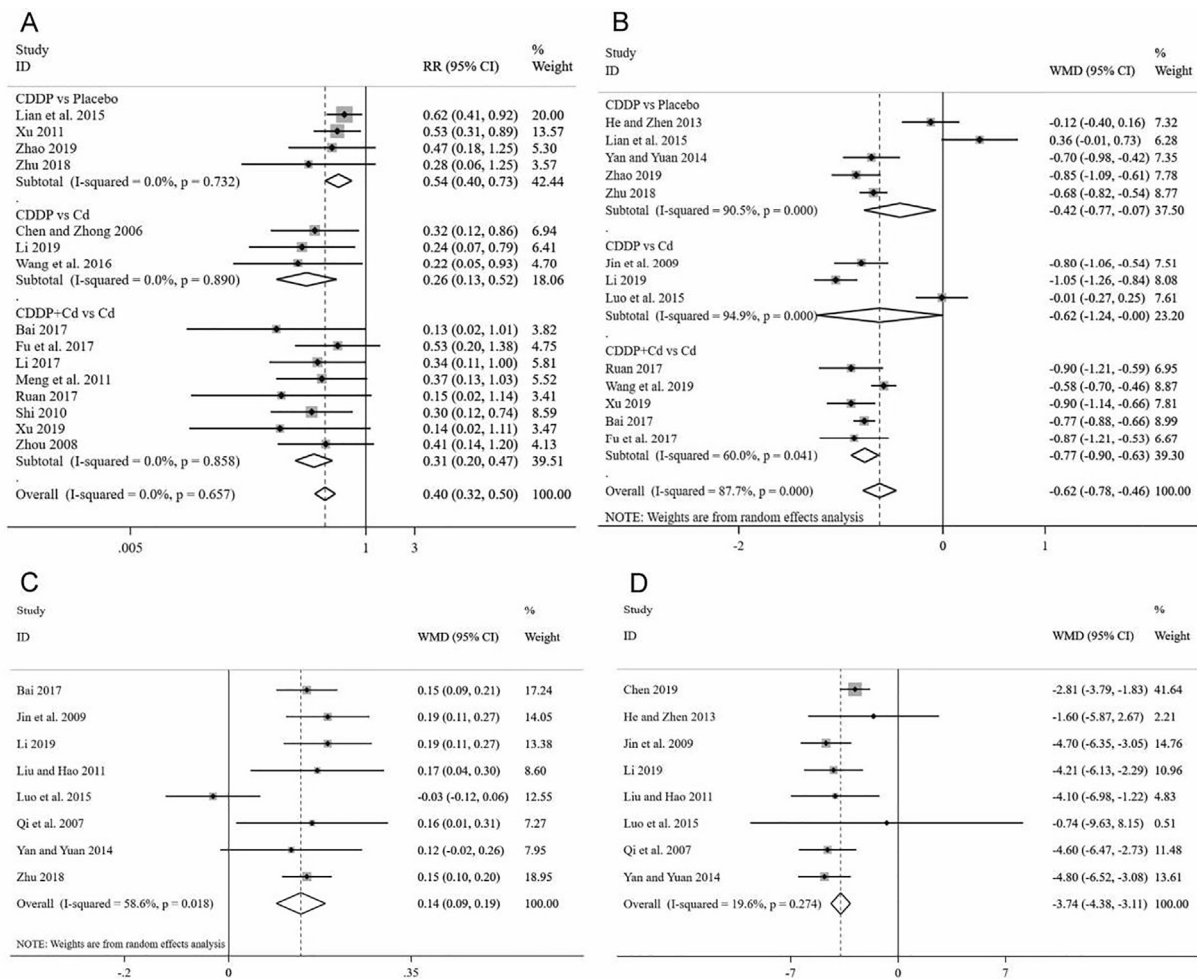 A
Study %
ID RR (95% CI) Weight
CDDP vs Placebo
Lian et al. 2015 0.62 (0.41, 0.92) 20.00
Xu 2011 0.53 (0.31, 0.89) 13.57
Zhao 2019 0.47 (0.18, 1.25) 5.30
Zhu 2018 0.28 (0.06, 1.25) 3.57
Subtotal (I-squared = 0.0%, p = 0.732) 0.54 (0.40, 0.73) 42.44
.
CDDP vs Cd
Chen and Zhong 2006 0.32 (0.12, 0.86) 6.94
Li 2019 0.24 (0.07, 0.79) 6.41
Wang et al. 2016 0.22 (0.05, 0.93) 4.70
Subtotal (I-squared = 0.0%, p = 0.890) 0.26 (0.13, 0.52) 18.06
.
CDDP+Cd vs Cd
Bai 2017 0.13 (0.02, 1.01) 3.82
Fu et al. 2017 0.53 (0.20, 1.38) 4.75
Li 2017 0.34 (0.11, 1.00) 5.81
Meng et al. 2011 0.37 (0.13, 1.03) 5.52
Ruan 2017 0.15 (0.02, 1.14) 3.41
Shi 2010 0.30 (0.12, 0.74) 8.59
Xu 2019 0.14 (0.02, 1.11) 3.47
Zhou 2008 0.41 (0.14, 1.20) 4.13
Subtotal (I-squared = 0.0%, p = 0.858) 0.31 (0.20, 0.47) 39.51
.
Overall (I-squared = 0.0%, p = 0.657) 0.40 (0.32, 0.50) 100.00
.005 1 3
B
Study %
ID WMD (95% CI) Weight
CDDP vs Placebo
He and Zhen 2013 -0.12 (-0.40, 0.16) 7.32
Lian et al. 2015 0.36 (-0.01, 0.73) 6.28
Yan and Yuan 2014 -0.70 (-0.98, -0.42) 7.35
Zhao 2019 -0.85 (-1.09, -0.61) 7.78
Zhu 2018 -0.68 (-0.82, -0.54) 8.77
Subtotal (I-squared = 90.5%, p = 0.000) -0.42 (-0.77, -0.07) 37.50
.
CDDP vs Cd
Jin et al. 2009 -0.80 (-1.06, -0.54) 7.51
Li 2019 -1.05 (-1.26, -0.84) 8.08
Luo et al. 2015 -0.01 (-0.27, 0.25) 7.61
Subtotal (I-squared = 94.9%, p = 0.000) -0.62 (-1.24, -0.00) 23.20
.
CDDP+Cd vs Cd
Ruan 2017 -0.90 (-1.21, -0.59) 6.95
Wang et al. 2019 -0.58 (-0.70, -0.46) 8.87
Xu 2019 -0.90 (-1.14, -0.66) 7.81
Bai 2017 -0.77 (-0.88, -0.66) 8.99
Fu et al. 2017 -0.87 (-1.21, -0.53) 6.67
Subtotal (I-squared = 60.0%, p = 0.041) -0.77 (-0.90, -0.63) 39.30
.
Overall (I-squared = 87.7%, p = 0.000) -0.62 (-0.78, -0.46) 100.00
NOTE: Weights are from random effects analysis
-2 0 1
C
Study %
ID WMD (95% CI) Weight
Bai 2017 0.15 (0.09, 0.21) 17.24
Jin et al. 2009 0.19 (0.11, 0.27) 14.05
Li 2019 0.19 (0.11, 0.27) 13.38
Liu and Hao 2011 0.17 (0.04, 0.30) 8.60
Luo et al. 2015 -0.03 (-0.12, 0.06) 12.55
Qi et al. 2007 0.16 (0.01, 0.31) 7.27
Yan and Yuan 2014 0.12 (-0.02, 0.26) 7.95
Zhu 2018 0.15 (0.10, 0.20) 18.95
Overall (I-squared = 58.6%, p = 0.018) 0.14 (0.09, 0.19) 100.00
NOTE: Weights are from random effects analysis
-.2 0 .35
D
Study %
ID WMD (95% CI) Weight
Chen 2019 -2.81 (-3.79, -1.83) 41.64
He and Zhen 2013 -1.60 (-5.87, 2.67) 2.21
Jin et al. 2009 -4.70 (-6.35, -3.05) 14.76
Li 2019 -4.21 (-6.13, -2.29) 10.96
Liu and Hao 2011 -4.10 (-6.98, -1.22) 4.83
Luo et al. 2015 -0.74 (-9.63, 8.15) 0.51
Qi et al. 2007 -4.60 (-6.47, -2.73) 11.48
Yan and Yuan 2014 -4.80 (-6.52, -3.08) 13.61
Overall (I-squared = 19.6%, p = 0.274) -3.74 (-4.38, -3.11) 100.00
-7 0 7